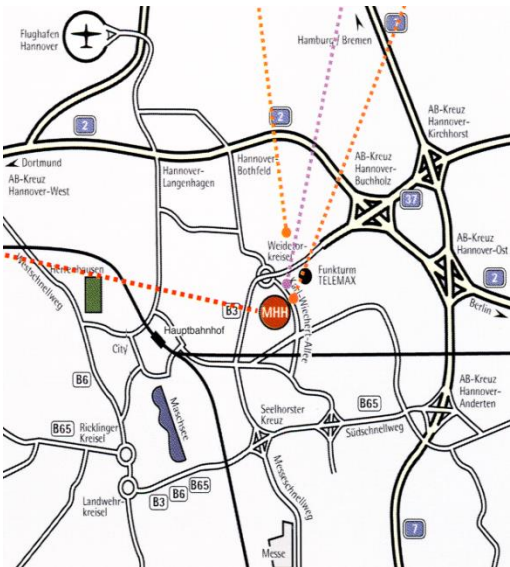 Flughafen
Hannover
Hamburg / Bremen
7
AB-Kreuz
Hannover-
Kirchhorst
2
2
Dortmund
AB-Kreuz
Hannover-West
Hannover-
Langenhagen
Hannover-
Bothfeld
AB-Kreuz
Hannover-
Buchholz
37
AB-Kreuz
Hannover-Ost
2
Berlin
Weidetor-
kreisel
Funkturm
TELEMAX
Herrenhausen
Westschnellweg
B3
MHH
Hauptbahnhof
City
B6
Maschsee
B65
Ricklinger
Kreisel
Seelhorster
Kreuz
B65
Südschnellweg
AB-Kreuz
Hannover-
Anderten
Landwehr-
kreisel
B3
B6
B65
Messeschnellweg
7
Messe